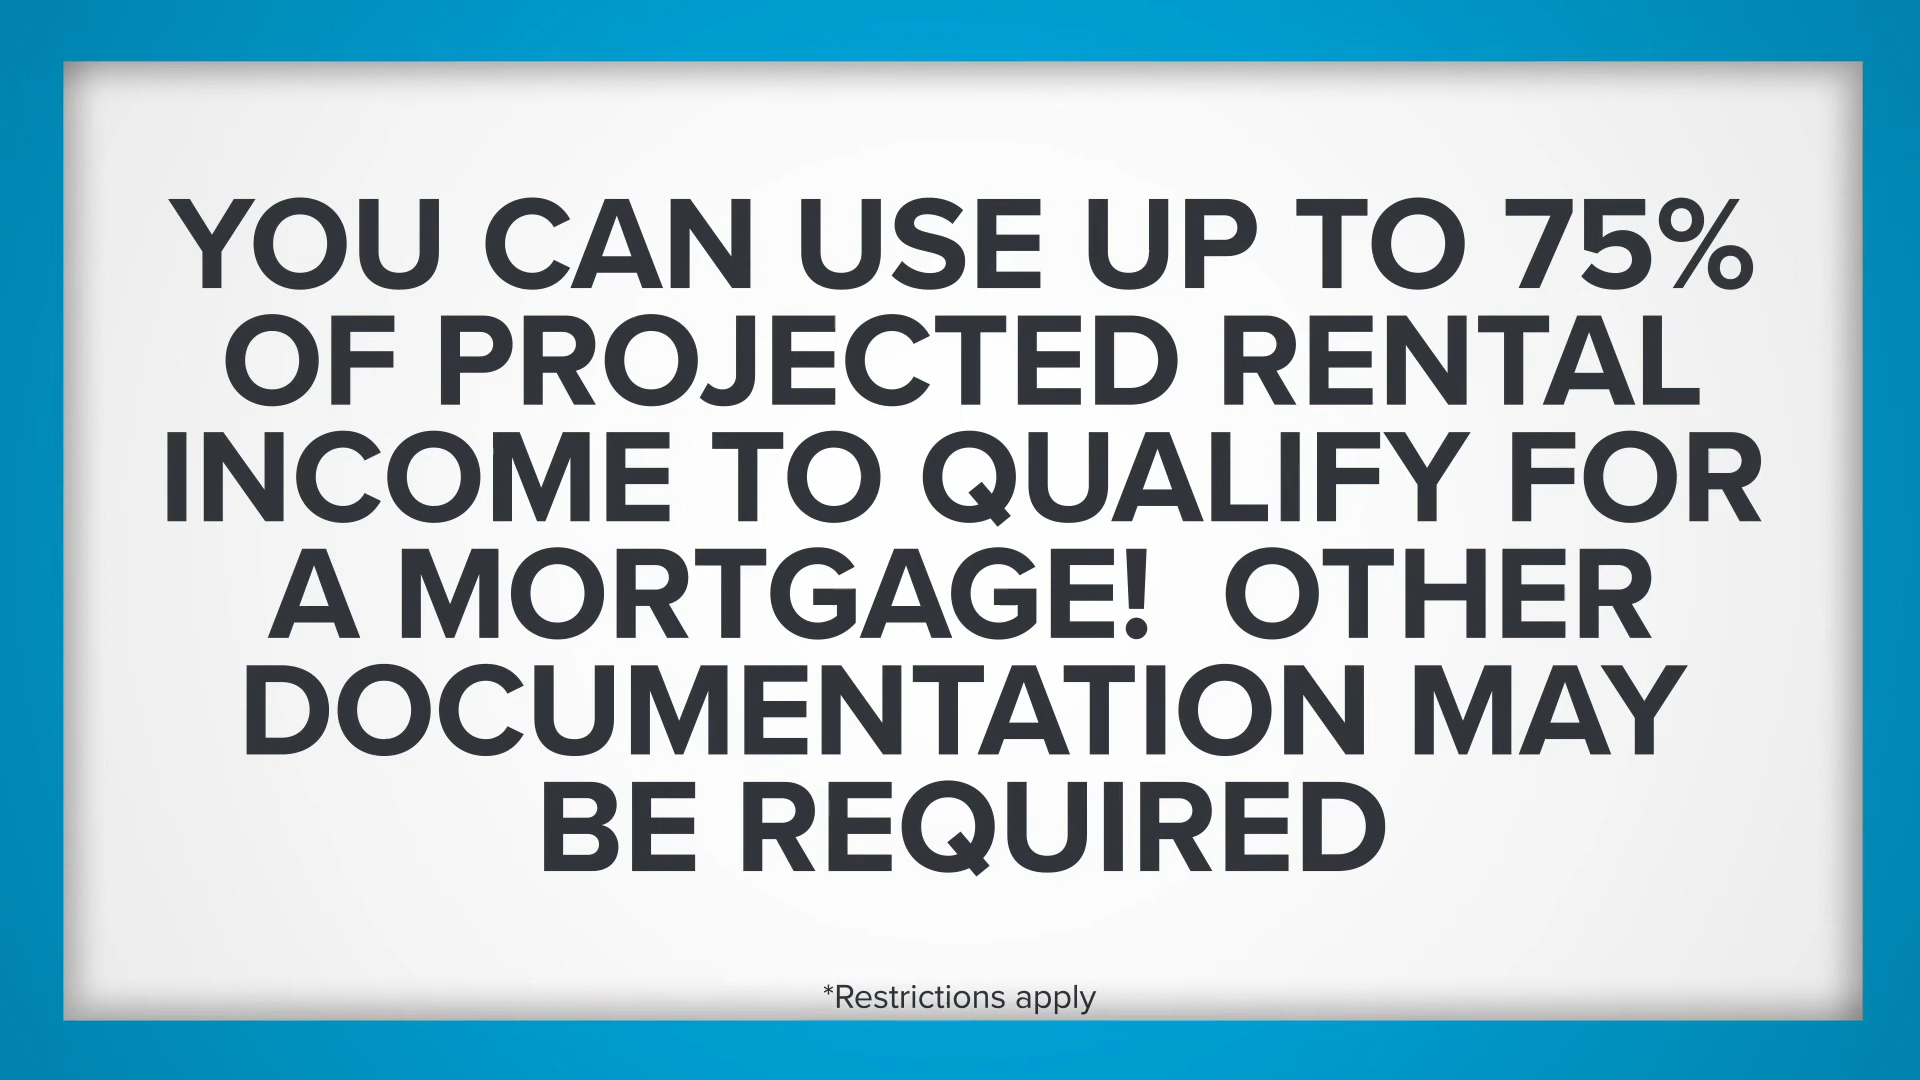 YOU CAN USE UP TO 75%
OF PROJECTED RENTAL
INCOME TO QUALIFY FOR
A MORTGAGE!  OTHER
DOCUMENTATION MAY
BE REQUIRED
*Restrictions apply